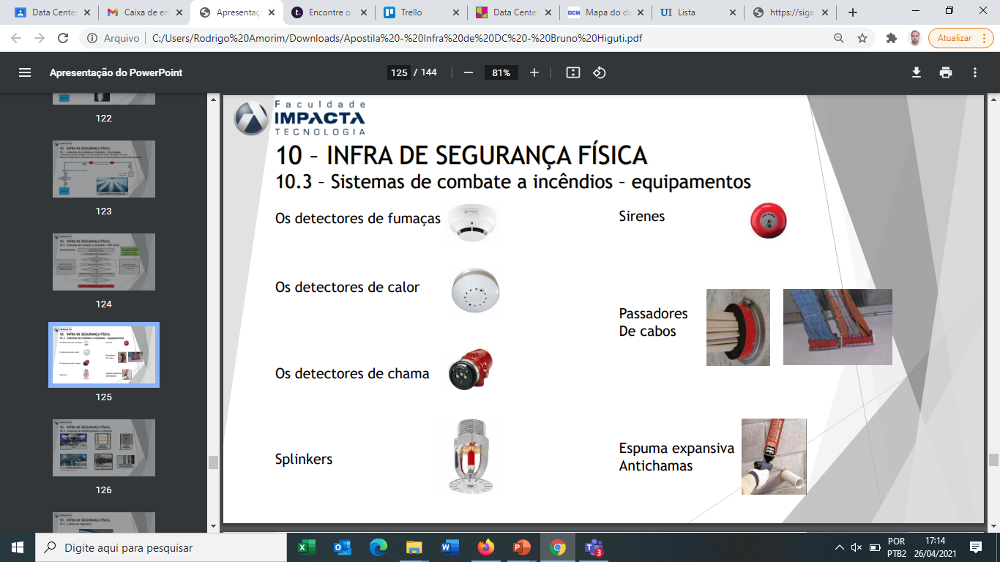 Data Center
Caixa de en
Apresentaç
Encontre o
Trello
Data Center
DCM
Mapa do da
UI
Lista
https://siga.
Arquivo
C:/Users/Rodrigo%20Amorim/Downloads/Apostila%20-%20Infra%20de%20DC%20-%20Bruno%20Higuti.pdf
Atualizar
Apresentação do PowerPoint
125 / 144
81%
122
123
124
125
126
Faculdade
IMPACTA
TECNOLOGIA
10 – INFRA DE SEGURANÇA FÍSICA
10.3 – Sistemas de combate a incêndios – equipamentos
Os detectores de fumaças
Sirenes
Os detectores de calor
Passadores
De cabos
Os detectores de chama
Splinkers
Espuma expansiva
Antichamas
Digite aqui para pesquisar
POR
PTB2
17:14
26/04/2021
3